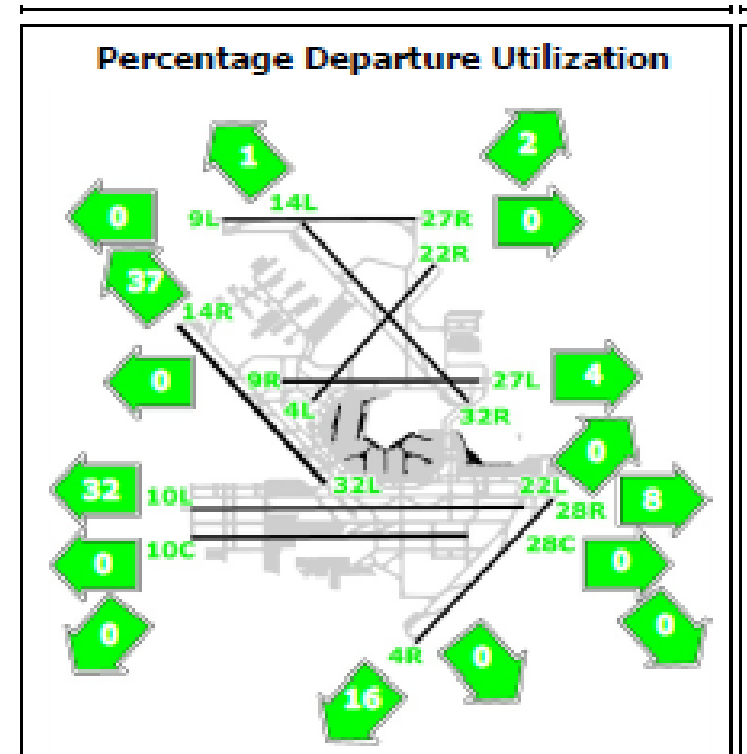 Percentage Departure Utilization
1
2
14L
0
9L
27R
0
22R
37
14R
0
9R
27L
4
4L
32R
0
32
10L
32L
22L
28R
8
10C
28C
0
0
0
0
4R
0
16